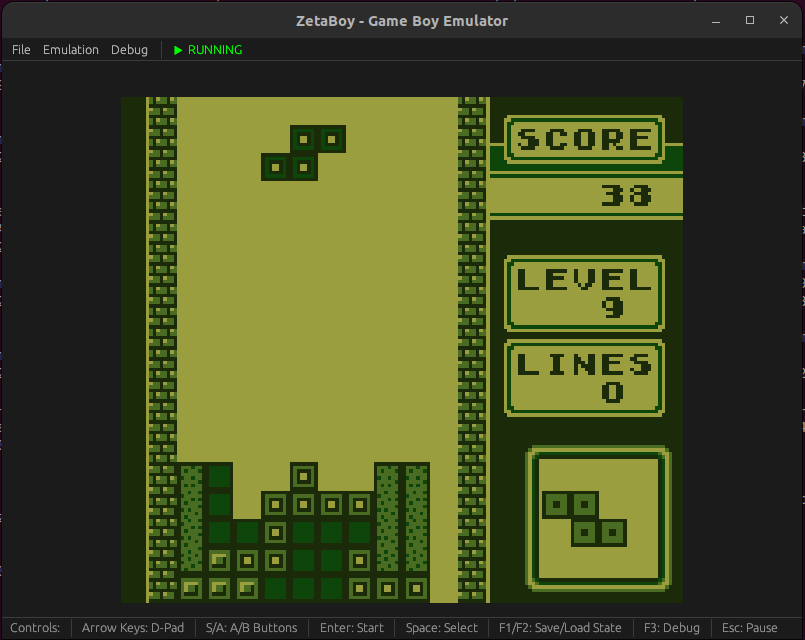 ZetaBoy - Game Boy Emulator
File Emulation Debug ▶ RUNNING
SCORE
38
LEVEL
9
LINES
0
Controls: Arrow Keys: D-Pad S/A: A/B Buttons Enter: Start Space: Select F1/F2: Save/Load State F3: Debug Esc: Pause